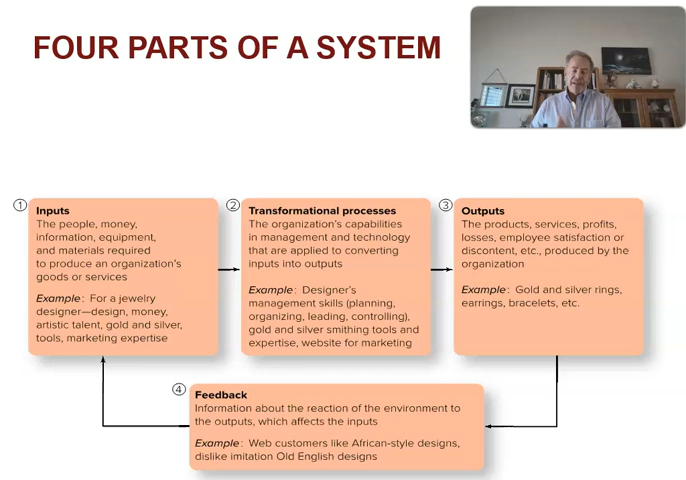 FOUR PARTS OF A SYSTEM
1
Inputs
The people, money,
information, equipment,
and materials required
to produce an organization's
goods or services
Example: For a jewelry
designer—design, money,
artistic talent, gold and silver,
tools, marketing expertise
2
Transformational processes
The organization's capabilities
in management and technology
that are applied to converting
inputs into outputs
Example: Designer's
management skills (planning,
organizing, leading, controlling),
gold and silver smithing tools and
expertise, website for marketing
3
Outputs
The products, services, profits,
losses, employee satisfaction or
discontent, etc., produced by the
organization
Example: Gold and silver rings,
earrings, bracelets, etc.
4
Feedback
Information about the reaction of the environment to
the outputs, which affects the inputs
Example: Web customers like African-style designs,
dislike imitation Old English designs